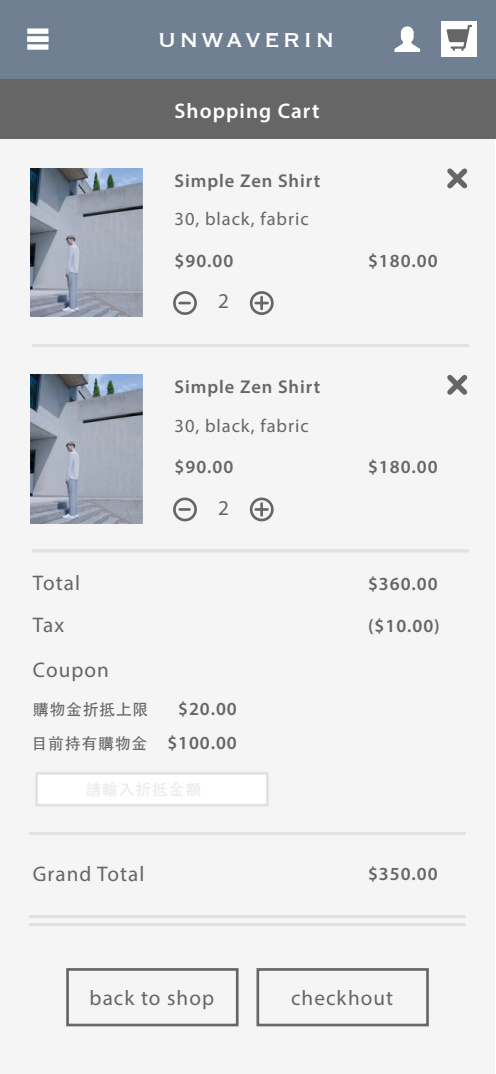 UNWAVERIN
Shopping Cart
Simple Zen Shirt
30, black, fabric
$90.00 $180.00
2
Simple Zen Shirt
30, black, fabric
$90.00 $180.00
2
Total $360.00
Tax ($10.00)
Coupon
購物金折抵上限 $20.00
目前持有購物金 $100.00
請輸入折抵金額
Grand Total $350.00
back to shop checkhout